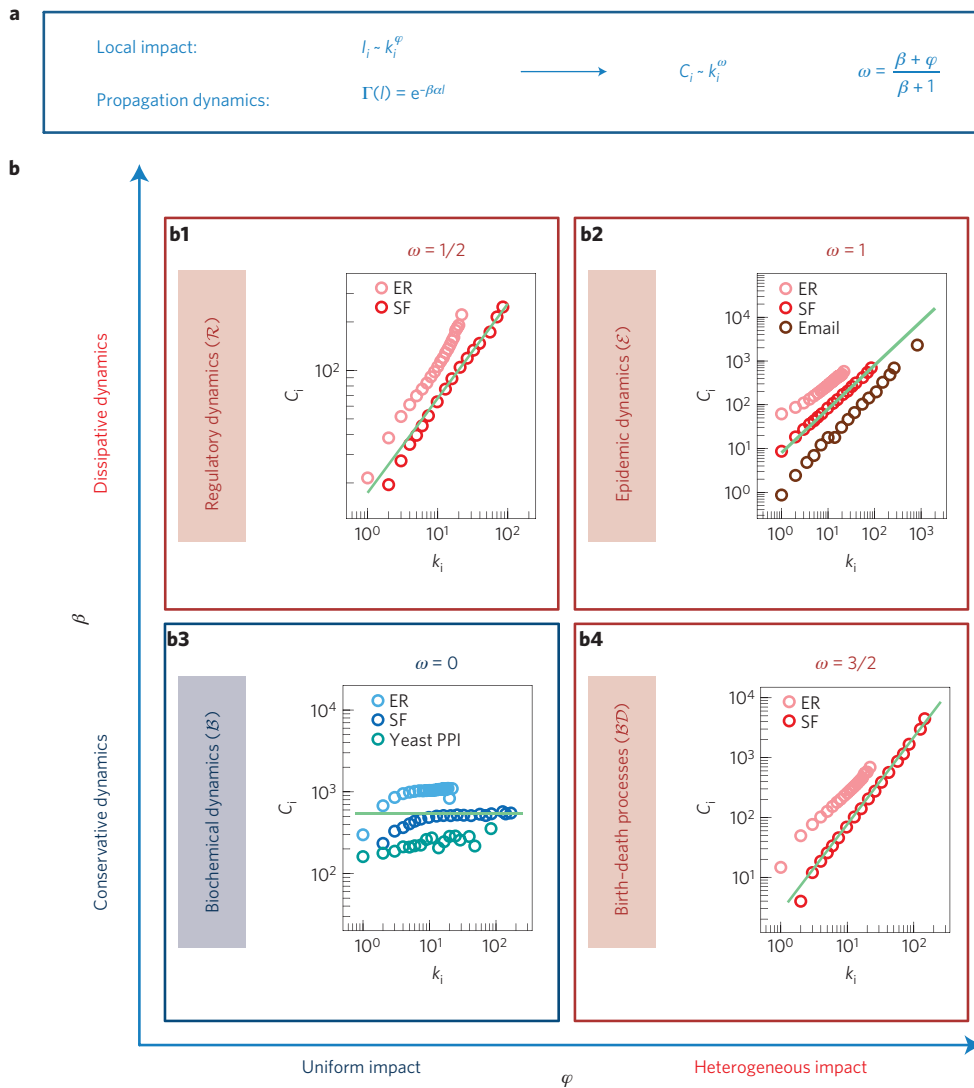 a
Local impact: I_i ~ k_i^φ
Propagation dynamics: Γ(l) = e^{-βαl}
C_i ~ k_i^ω
ω = (β + φ)/(β + 1)
b
b1
ω = 1/2
ER
SF
10^2
C_i
10^0 10^1 10^2
k_i
Regulatory dynamics (ℛ)
b2
ω = 1
ER
SF
Email
10^4
10^3
10^2
10^1
10^0
C_i
10^0 10^1 10^2 10^3
k_i
Epidemic dynamics (ℰ)
Dissipative dynamics
β
Conservative dynamics
b3
ω = 0
ER
SF
Yeast PPI
10^4
10^3
10^2
C_i
10^0 10^1 10^2
k_i
Biochemical dynamics (ℬ)
b4
ω = 3/2
ER
SF
10^4
10^3
10^2
10^1
C_i
10^0 10^1 10^2
k_i
Birth–death processes (ℬ𝒟)
Uniform impact
φ
Heterogeneous impact